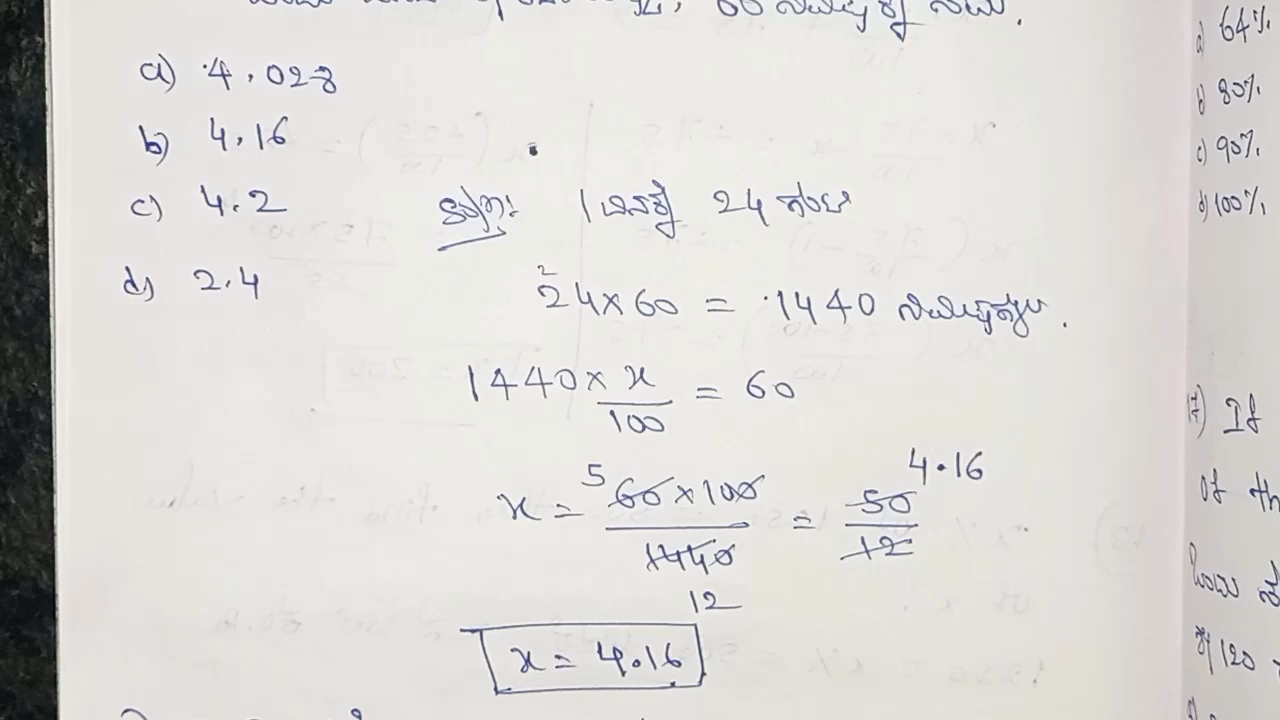 a) 4.028
b) 4.16
c) 4.2
d) 2.4
ಉತ್ತರ: 1 ದಿನಕ್ಕೆ 24 ಗಂಟೆ
24 × 60 = 1440 ನಿಮಿಷಗಳು.
1440 × x/100 = 60
x = 5 60 × 100 / 1440 12 = 50/12 4.16
x = 4.16
a) 64%
b) 80%
c) 90%
d) 100%
17) If
of th
120